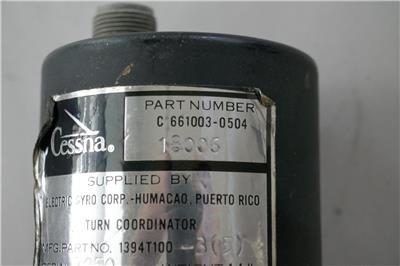 Cessna®
PART NUMBER
C 661003-0504
18006
SUPPLIED BY
ELECTRIC GYRO CORP.-HUMACAO, PUERTO RICO
TURN COORDINATOR
MFG. PART NO. 1394T100